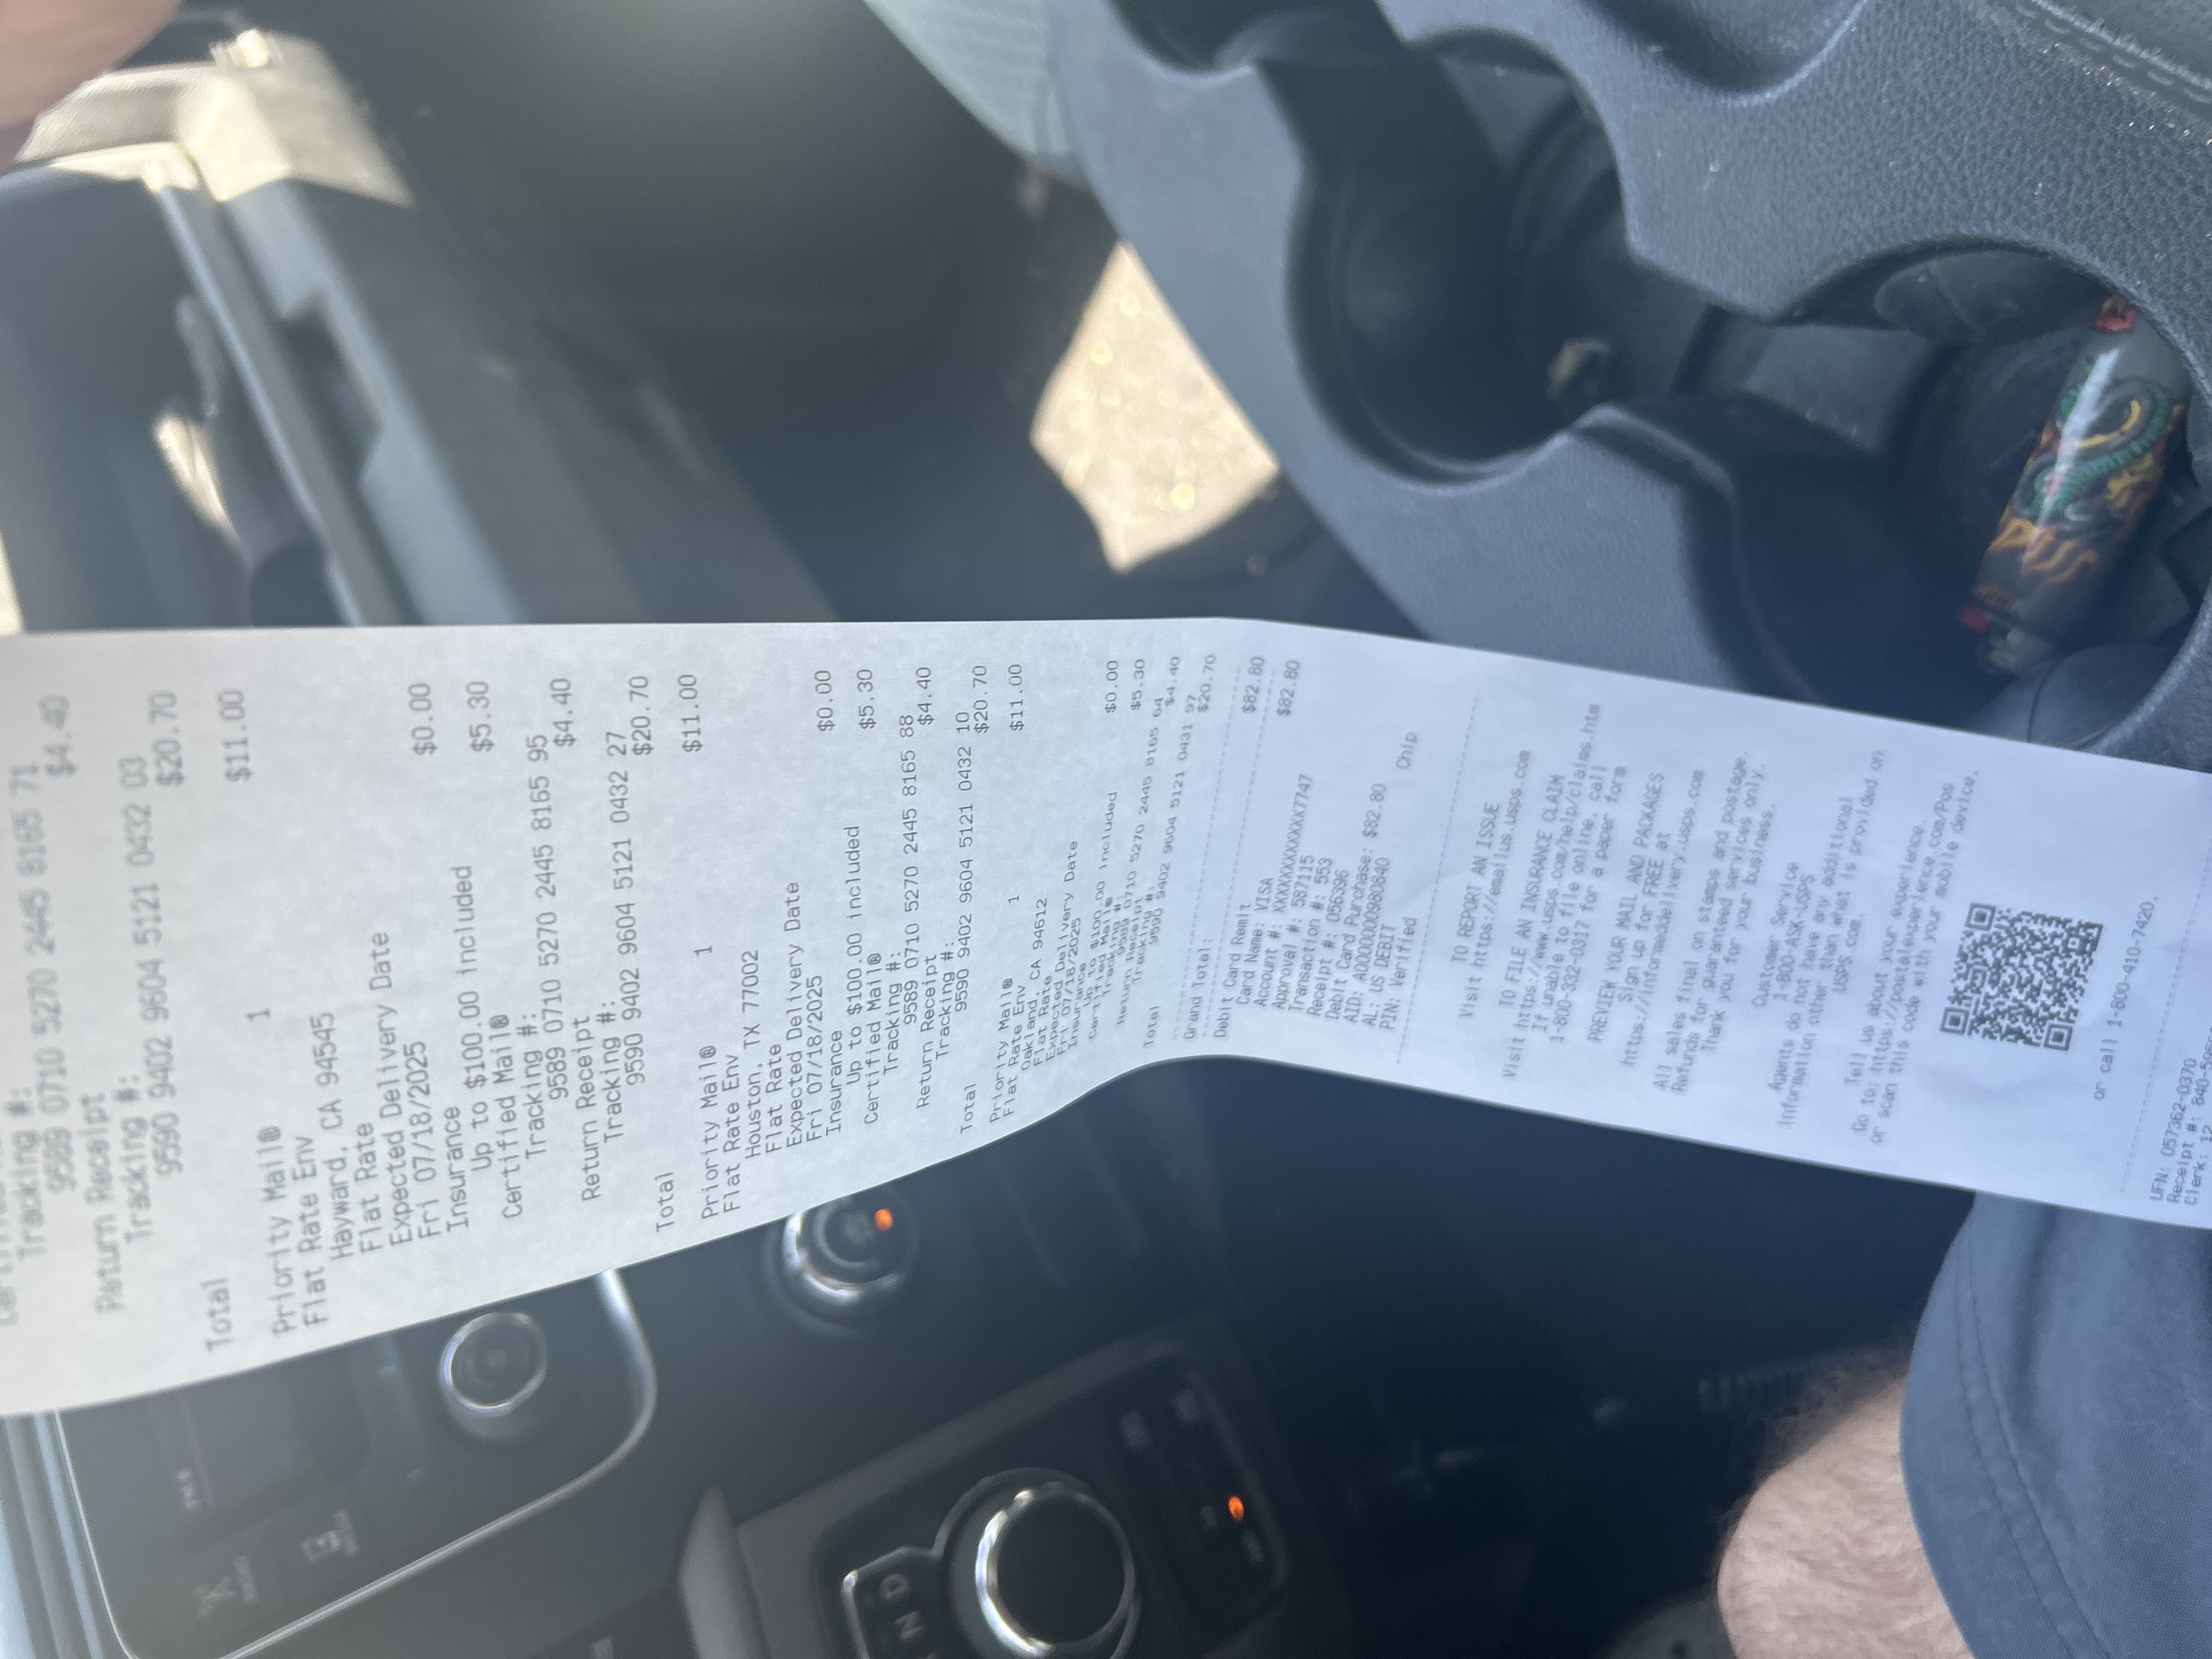 Tracking #:
9589 0710 5270 2445 8165 71
$4.40
Return Receipt
Tracking #:
9590 9402 9604 5121 0432 03
$20.70
Total
$11.00
Priority Mail® 1
Flat Rate Env
Hayward, CA 94545
Flat Rate
Expected Delivery Date
Fri 07/18/2025
$0.00
Insurance
Up to $100.00 included
$5.30
Certified Mail®
Tracking #:
9589 0710 5270 2445 8165 95
$4.40
Return Receipt
Tracking #:
9590 9402 9604 5121 0432 27
$20.70
Total
$11.00
Priority Mail® 1
Flat Rate Env
Houston, TX 77002
Flat Rate
Expected Delivery Date
Fri 07/18/2025
$0.00
Insurance
Up to $100.00 included
$5.30
Certified Mail®
Tracking #:
9589 0710 5270 2445 8165 88
$4.40
Return Receipt
Tracking #:
9590 9402 9604 5121 0432 10
Total $20.70
Priority Mail® 1 $11.00
Flat Rate Env
Oakland, CA 94612
Flat Rate
Expected Delivery Date
Fri 07/18/2025
Insurance $0.00
Up to $100.00 included
Certified Mail® $5.30
Tracking #:
9589 0710 5270 2445 8165 64
Return Receipt $4.40
Tracking #:
9590 9402 9604 5121 0431 97
Total $20.70
Grand Total: $82.80
Debit Card Remit $82.80
Card Name: VISA
Account #: XXXXXXXXXXXX7747
Approval #: 587115
Transaction #: 553
Receipt #: 056396
Debit Card Purchase: $82.80
AID: A0000000980840 Chip
AL: US DEBIT
PIN: Verified
TO REPORT AN ISSUE
Visit https://emailus.usps.com
TO FILE AN INSURANCE CLAIM
Visit https://www.usps.com/help/claims.htm
If unable to file online, call
1-800-332-0317 for a paper form
PREVIEW YOUR MAIL AND PACKAGES
Sign up for FREE at
https://informeddelivery.usps.com
All sales final on stamps and postage.
Refunds for guaranteed services only.
Thank you for your business.
Customer Service
1-800-ASK-USPS
Agents do not have any additional
information other than what is provided on
USPS.com.
Tell us about your experience.
Go to: https://postalexperience.com/Pos
or scan this code with your mobile device,
or call 1-800-410-7420.
UFN: 057362-0370
Receipt #:
Clerk: 12
N D